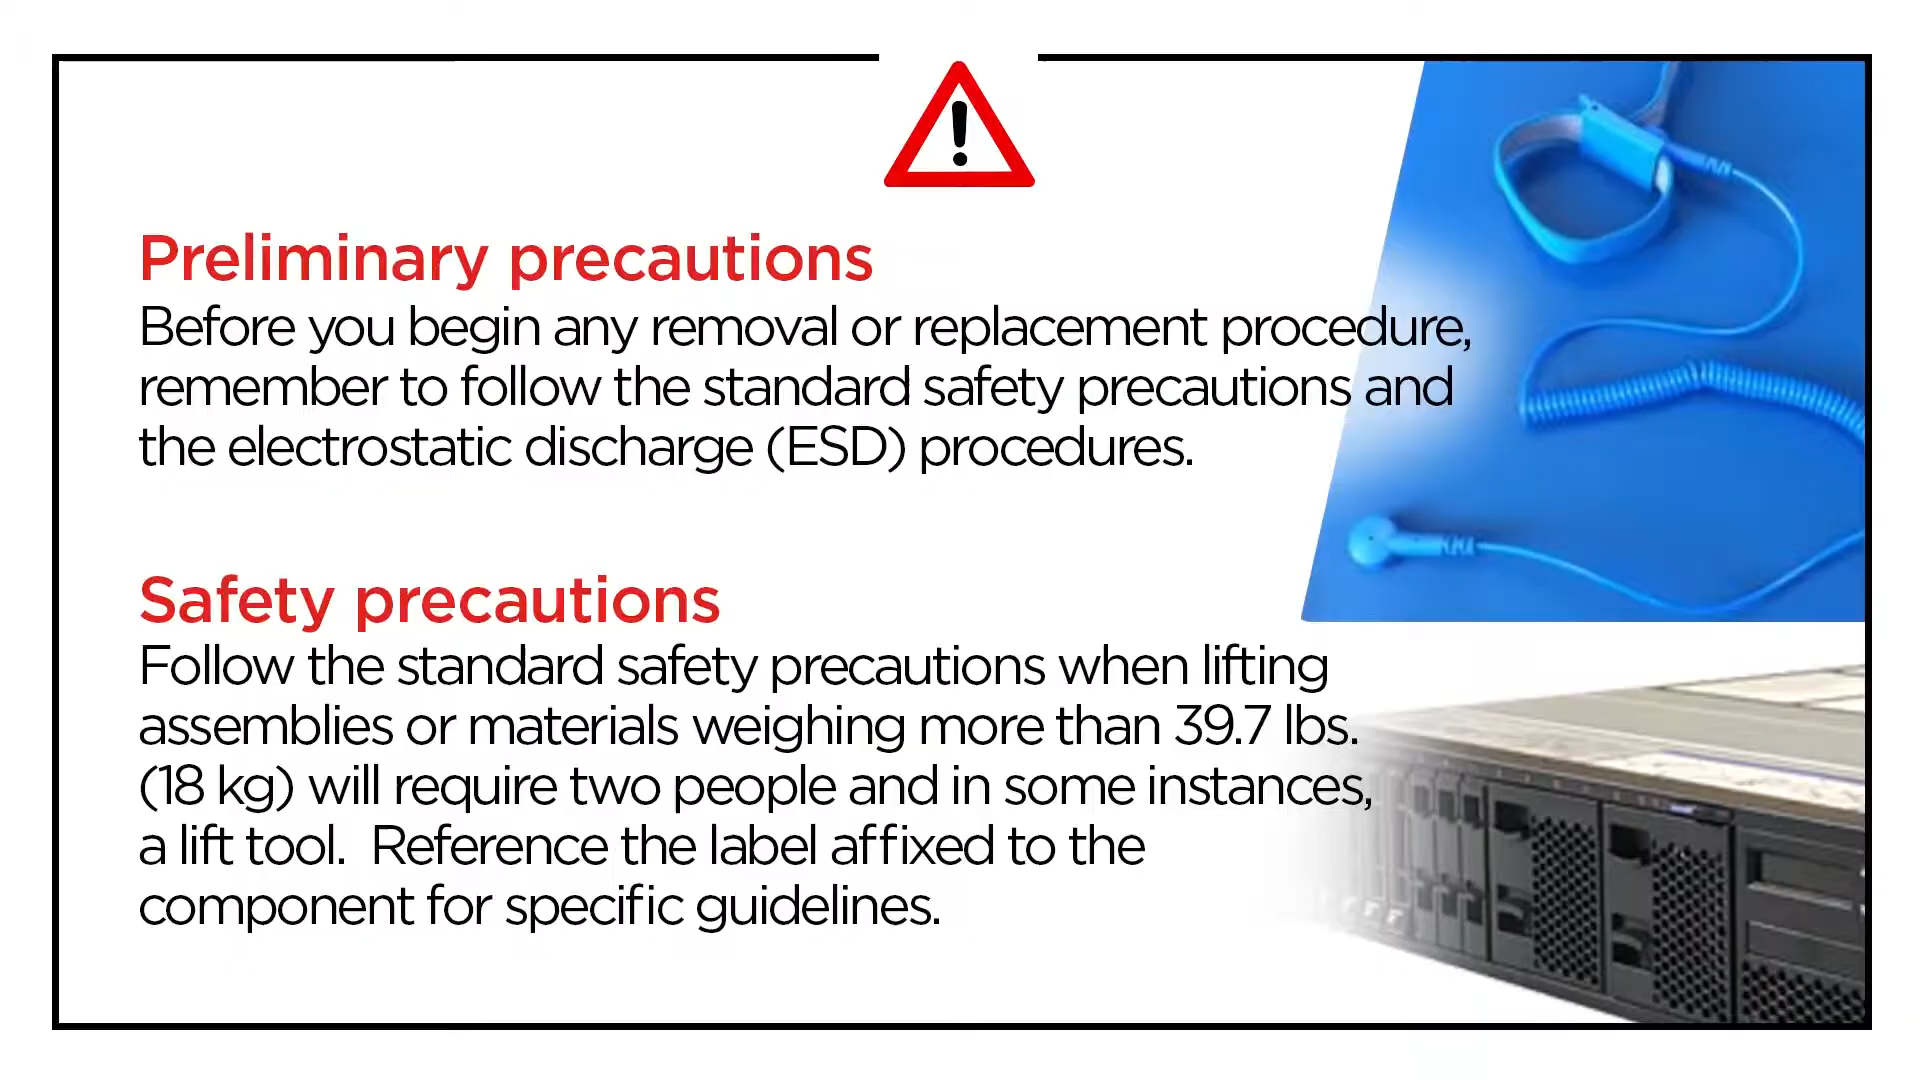 Preliminary precautions
Before you begin any removal or replacement procedure,
remember to follow the standard safety precautions and
the electrostatic discharge (ESD) procedures.
Safety precautions
Follow the standard safety precautions when lifting
assemblies or materials weighing more than 39.7 lbs.
(18 kg) will require two people and in some instances,
a lift tool.  Reference the label affixed to the
component for specific guidelines.